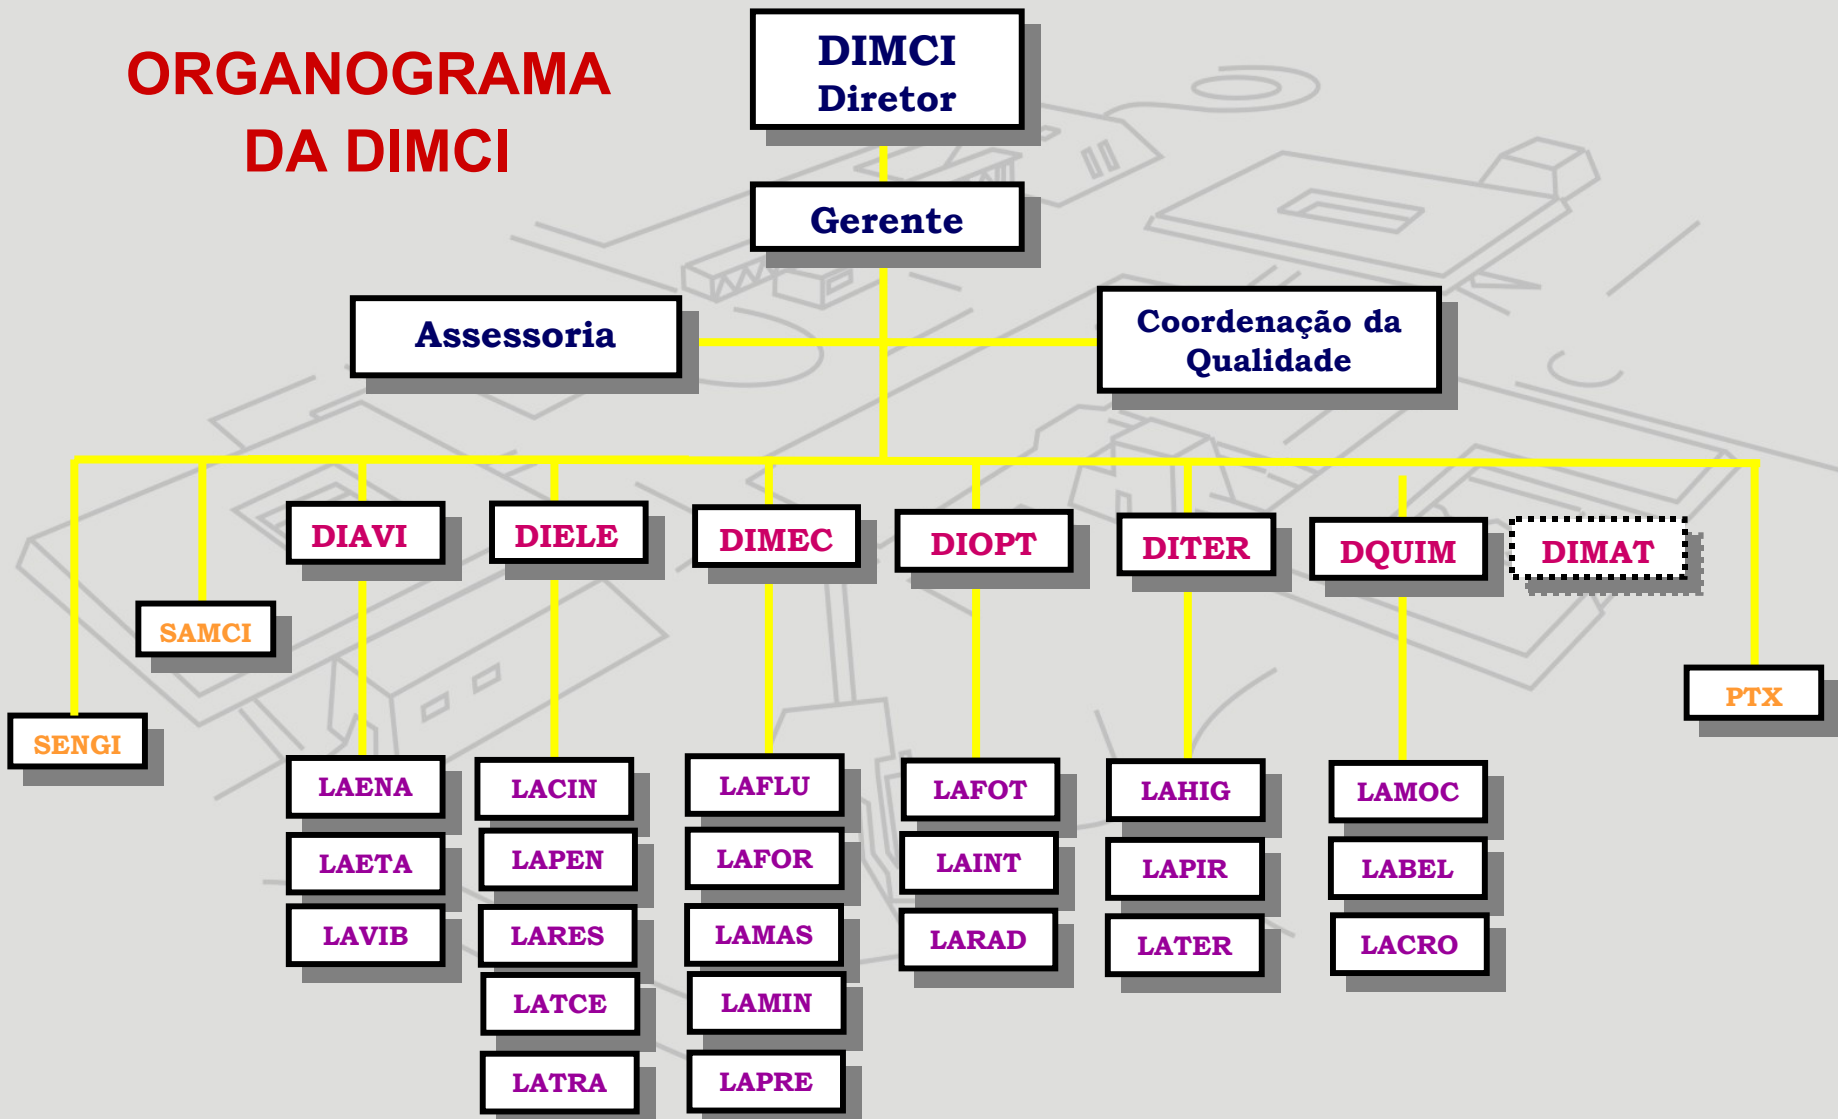 ORGANOGRAMA
DA DIMCI
DIMCI
Diretor
Gerente
Assessoria
Coordenação da
Qualidade
DIAVI
DIELE
DIMEC
DIOPT
DITER
DQUIM
DIMAT
SAMCI
SENGI
PTX
LAENA
LAETA
LAVIB
LACIN
LAPEN
LARES
LATCE
LATRA
LAFLU
LAFOR
LAMAS
LAMIN
LAPRE
LAFOT
LAINT
LARAD
LAHIG
LAPIR
LATER
LAMOC
LABEL
LACRO